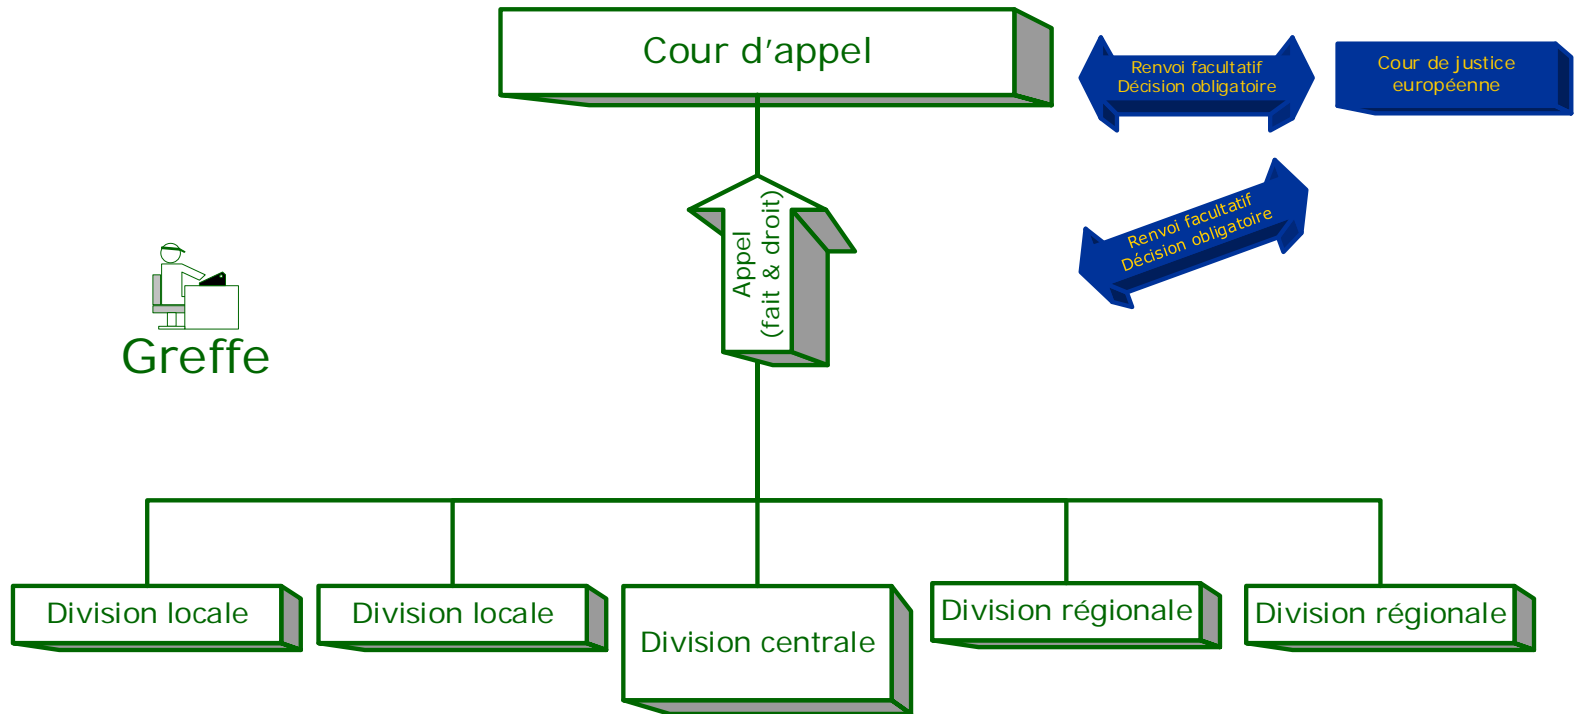 Cour d'appel
Renvoi facultatif
Décision obligatoire
Cour de justice
européenne
Renvoi facultatif
Décision obligatoire
Appel
(fait & droit)
Greffe
Division locale
Division locale
Division centrale
Division régionale
Division régionale